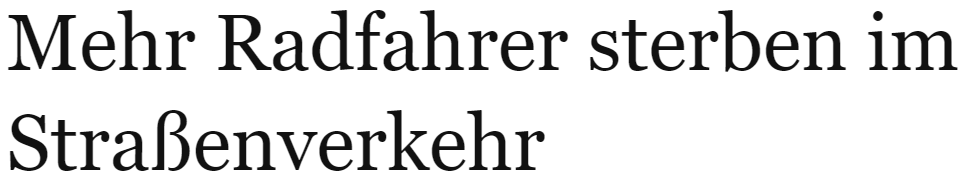 Mehr Radfahrer sterben im
Straßenverkehr